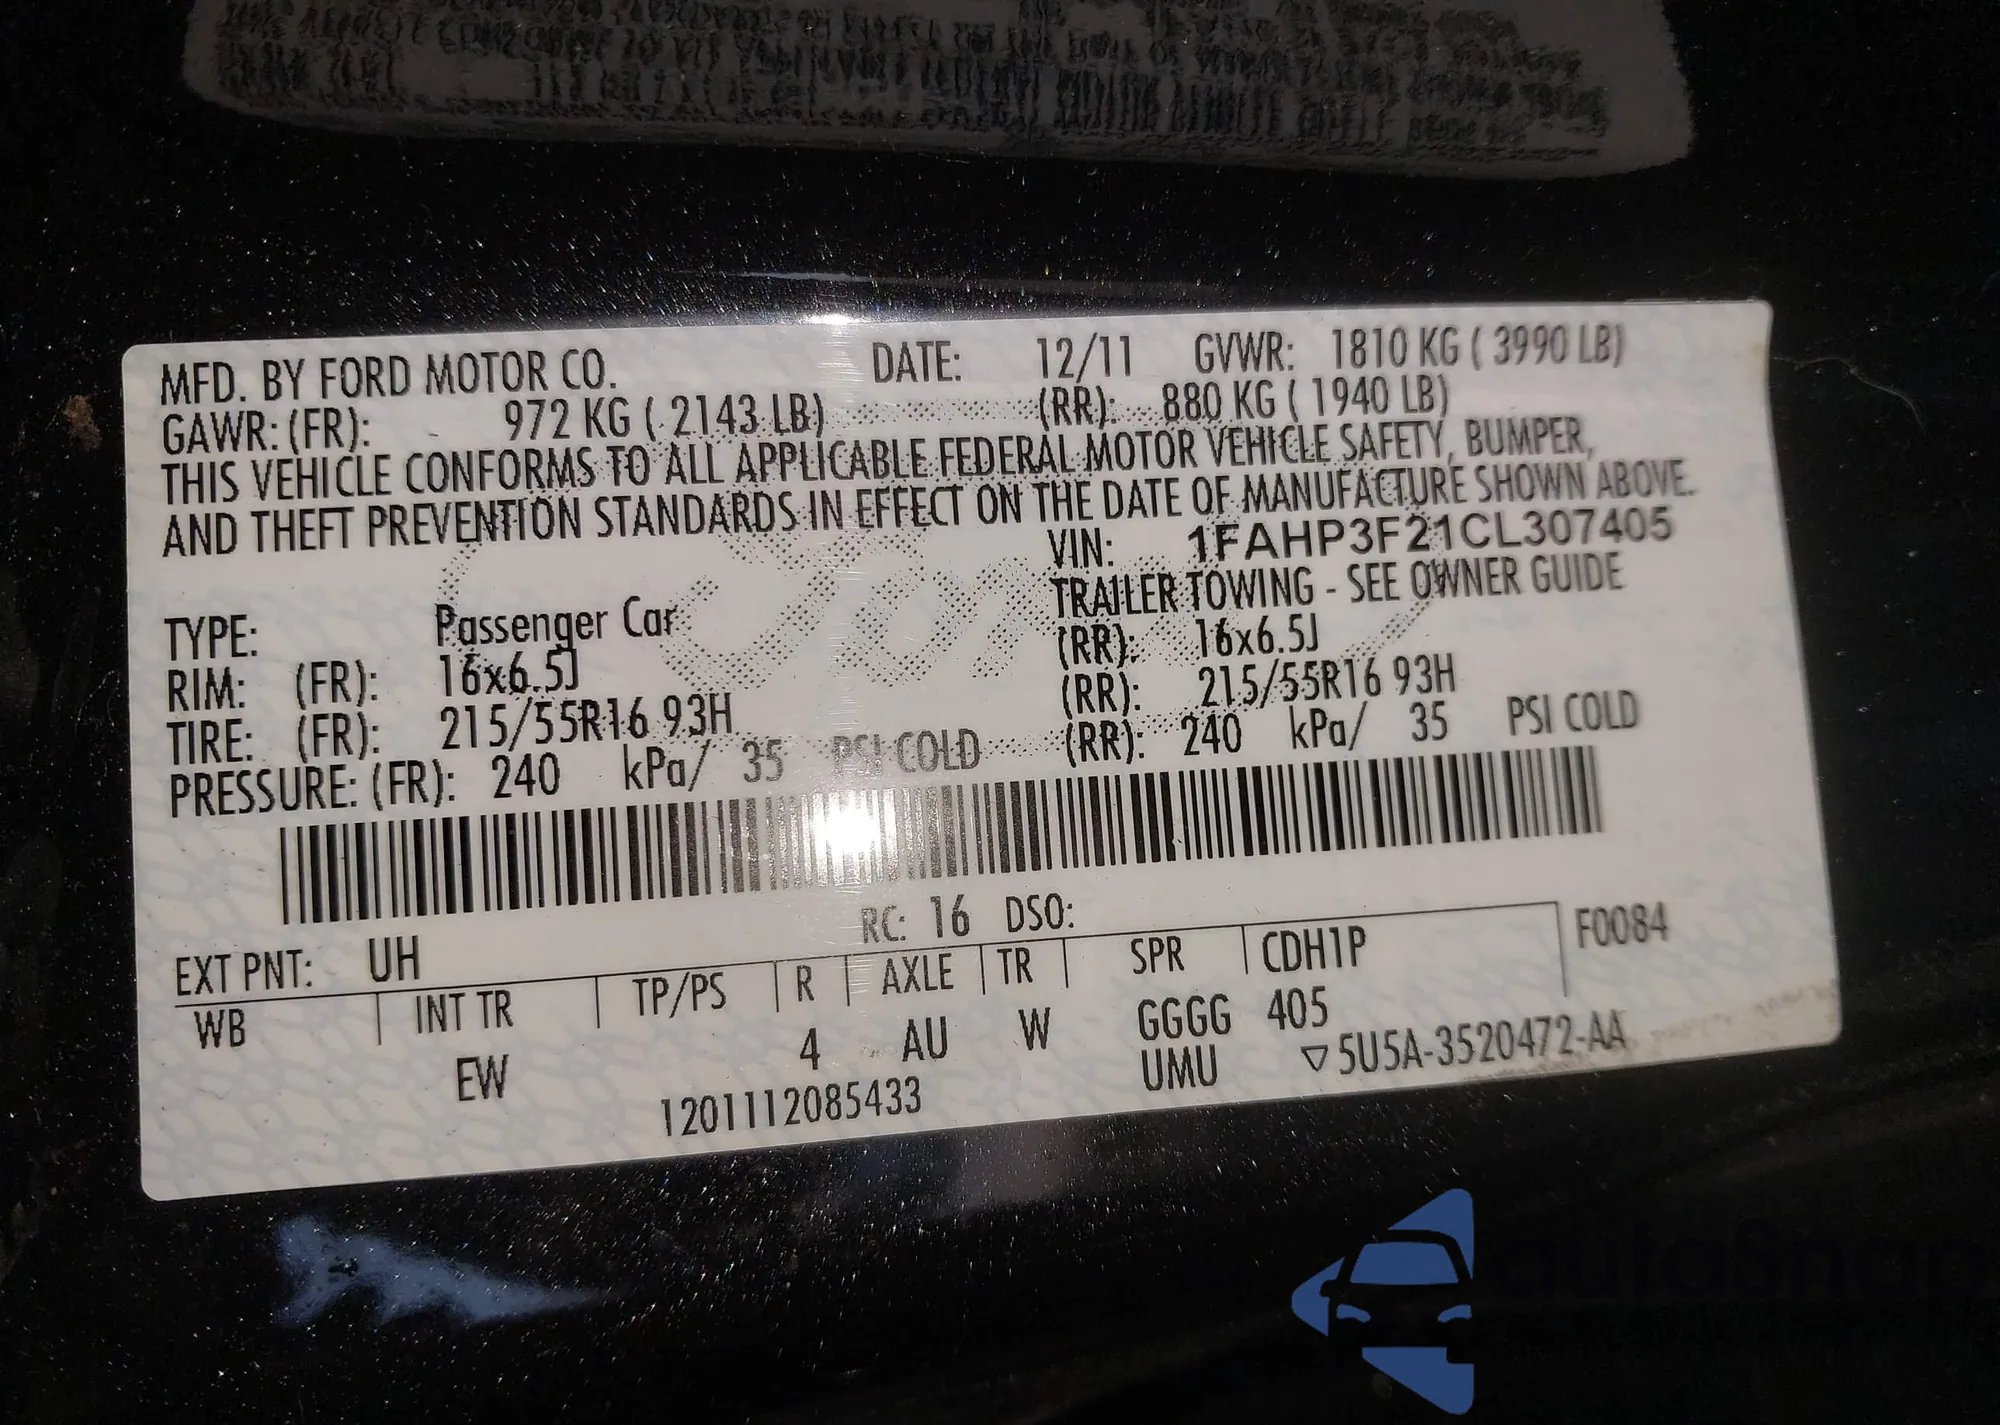 MFD. BY FORD MOTOR CO. DATE: 12/11 GVWR: 1810 KG ( 3990 LB)
GAWR: (FR): 972 KG ( 2143 LB) (RR): 880 KG ( 1940 LB)
THIS VEHICLE CONFORMS TO ALL APPLICABLE FEDERAL MOTOR VEHICLE SAFETY, BUMPER,
AND THEFT PREVENTION STANDARDS IN EFFECT ON THE DATE OF MANUFACTURE SHOWN ABOVE.
VIN: 1FAHP3F21CL307405
TYPE: Passenger Car TRAILER TOWING - SEE OWNER GUIDE
RIM: (FR): 16x6.5J (RR): 16x6.5J
TIRE: (FR): 215/55R16 93H (RR): 215/55R16 93H
PRESSURE: (FR): 240 kPa/ 35 PSI COLD (RR): 240 kPa/ 35 PSI COLD
RC: 16 DSO:
EXT PNT: UH F0084
WB INT TR TP/PS R AXLE TR SPR CDH1P
EW 4 AU W GGGG 405
1201112085433 UMU ▽5U5A-3520472-AA